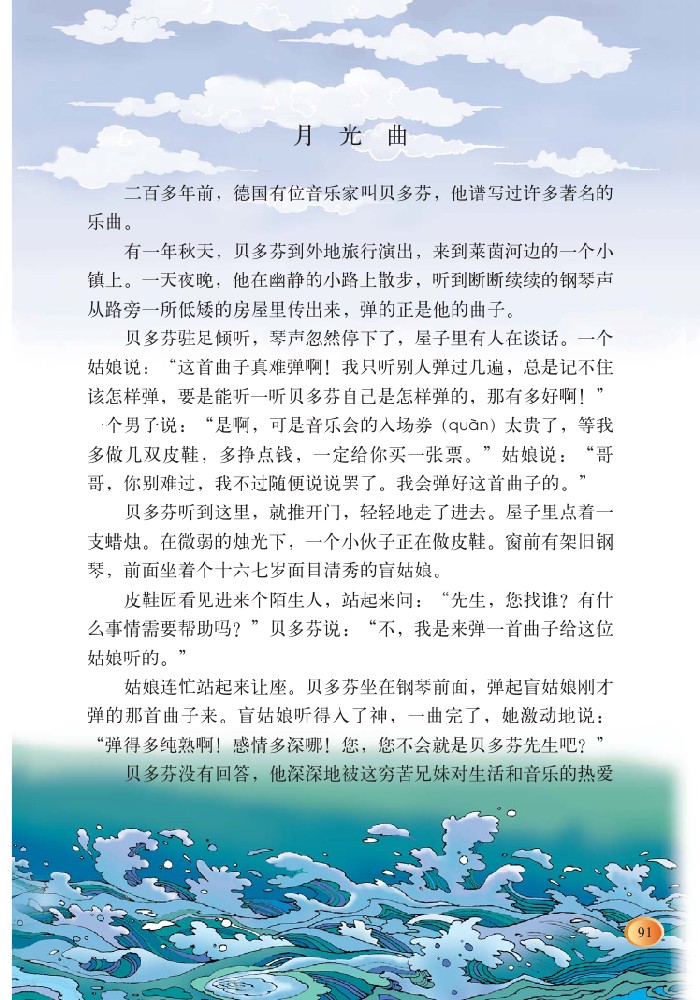 月光曲
二百多年前，德国有位音乐家叫贝多芬，他谱写过许多著名的
乐曲。
有一年秋天，贝多芬到外地旅行演出，来到莱茵河边的一个小
镇上。一天夜晚，他在幽静的小路上散步，听到断断续续的钢琴声
从路旁一所低矮的房屋里传出来，弹的正是他的曲子。
贝多芬驻足倾听，琴声忽然停下了，屋子里有人在谈话。一个
姑娘说：“这首曲子真难弹啊！我只听别人弹过几遍，总是记不住
该怎样弹，要是能听一听贝多芬自己是怎样弹的，那有多好啊！”
一个男子说：“是啊，可是音乐会的入场券（quàn）太贵了，等我
多做几双皮鞋，多挣点钱，一定给你买一张票。”姑娘说：“哥
哥，你别难过，我不过随便说说罢了。我会弹好这首曲子的。”
贝多芬听到这里，就推开门，轻轻地走了进去。屋子里点着一
支蜡烛。在微弱的烛光下，一个小伙子正在做皮鞋。窗前有架旧钢
琴，前面坐着个十六七岁面目清秀的盲姑娘。
皮鞋匠看见进来个陌生人，站起来问：“先生，您找谁？有什
么事情需要帮助吗？”贝多芬说：“不，我是来弹一首曲子给这位
姑娘听的。”
姑娘连忙站起来让座。贝多芬坐在钢琴前面，弹起盲姑娘刚才
弹的那首曲子来。盲姑娘听得入了神，一曲完了，她激动地说：
“弹得多纯熟啊！感情多深哪！您，您不会就是贝多芬先生吧？”
贝多芬没有回答，他深深地被这穷苦兄妹对生活和音乐的热爱
91